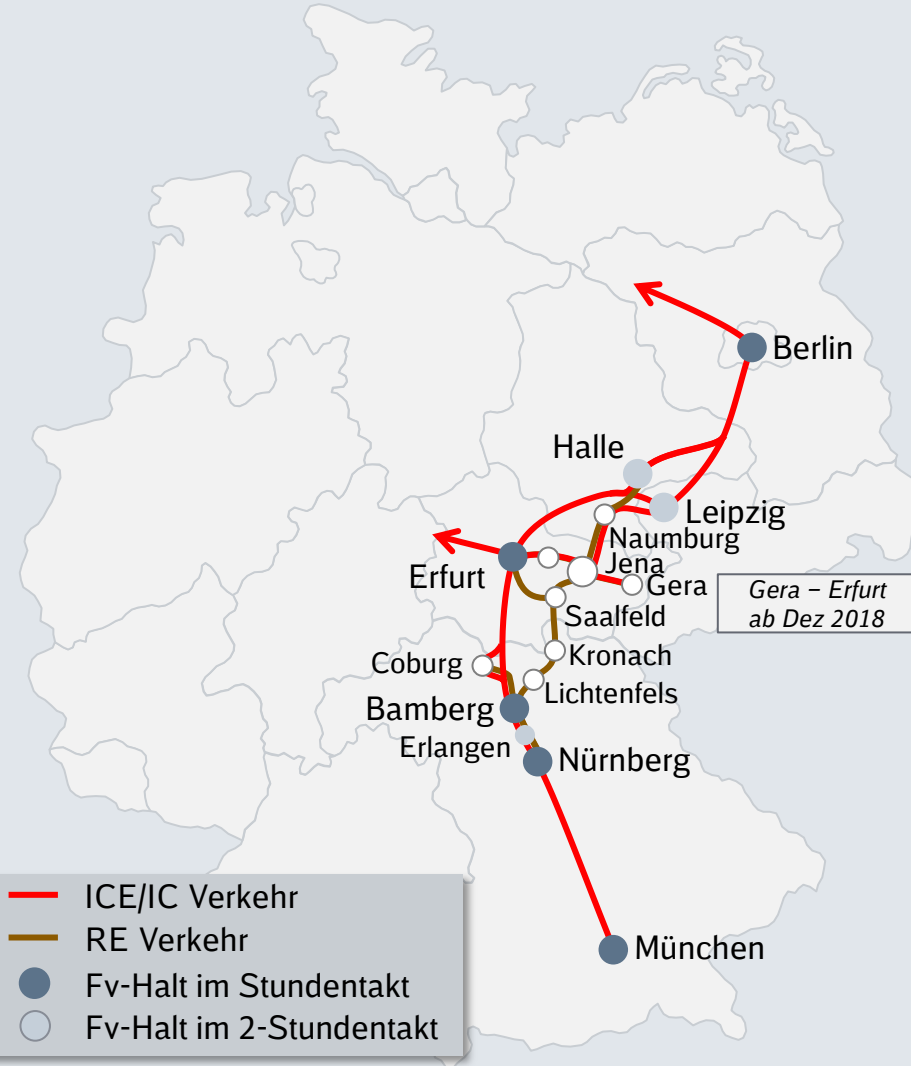 Berlin
Halle
Leipzig
Naumburg
Jena
Erfurt
Gera
Gera – Erfurt
ab Dez 2018
Saalfeld
Kronach
Coburg
Lichtenfels
Bamberg
Erlangen
Nürnberg
München
ICE/IC Verkehr
RE Verkehr
Fv-Halt im Stundentakt
Fv-Halt im 2-Stundentakt